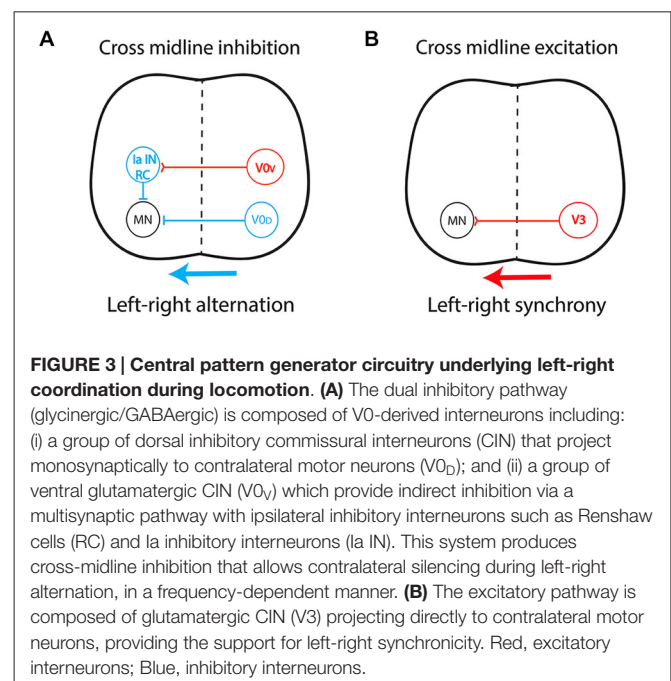 A
Cross midline inhibition
Ia IN
RC
V0V
MN
V0D
Left-right alternation
B
Cross midline excitation
MN
V3
Left-right synchrony
FIGURE 3 | Central pattern generator circuitry underlying left-right
coordination during locomotion. (A) The dual inhibitory pathway
(glycinergic/GABAergic) is composed of V0-derived interneurons including:
(i) a group of dorsal inhibitory commissural interneurons (CIN) that project
monosynaptically to contralateral motor neurons (V0D); and (ii) a group of
ventral glutamatergic CIN (V0V) which provide indirect inhibition via a
multisynaptic pathway with ipsilateral inhibitory interneurons such as Renshaw
cells (RC) and Ia inhibitory interneurons (Ia IN). This system produces
cross-midline inhibition that allows contralateral silencing during left-right
alternation, in a frequency-dependent manner. (B) The excitatory pathway is
composed of glutamatergic CIN (V3) projecting directly to contralateral motor
neurons, providing the support for left-right synchronicity. Red, excitatory
interneurons; Blue, inhibitory interneurons.